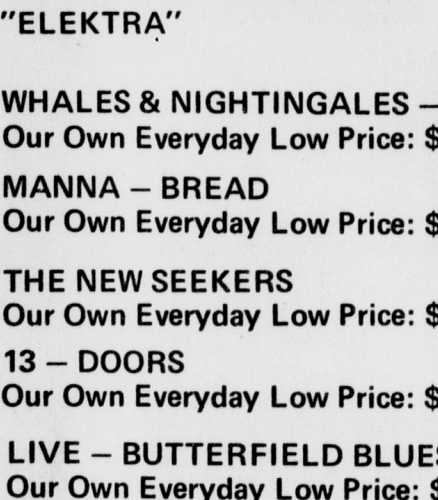 "ELEKTRA"
WHALES & NIGHTINGALES –
Our Own Everyday Low Price: $
MANNA – BREAD
Our Own Everyday Low Price: $
THE NEW SEEKERS
Our Own Everyday Low Price: $
13 – DOORS
Our Own Everyday Low Price: $
LIVE – BUTTERFIELD BLUES
Our Own Everyday Low Price: $